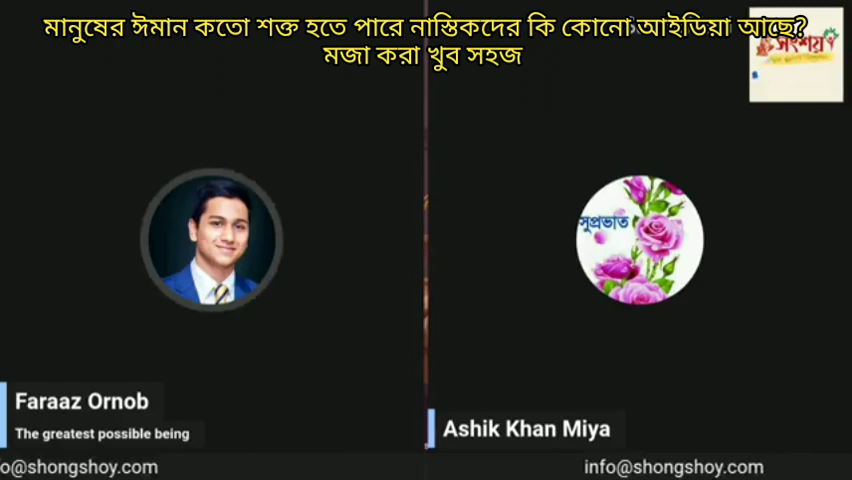 মানুষের ঈমান কতো শক্ত হতে পারে নাস্তিকদের কি কোনো আইডিয়া আছে?
মজা করা খুব সহজ
সংশয়
সুপ্রভাত
Faraaz Ornob
The greatest possible being
Ashik Khan Miya
o@shongshoy.com
info@shongshoy.com